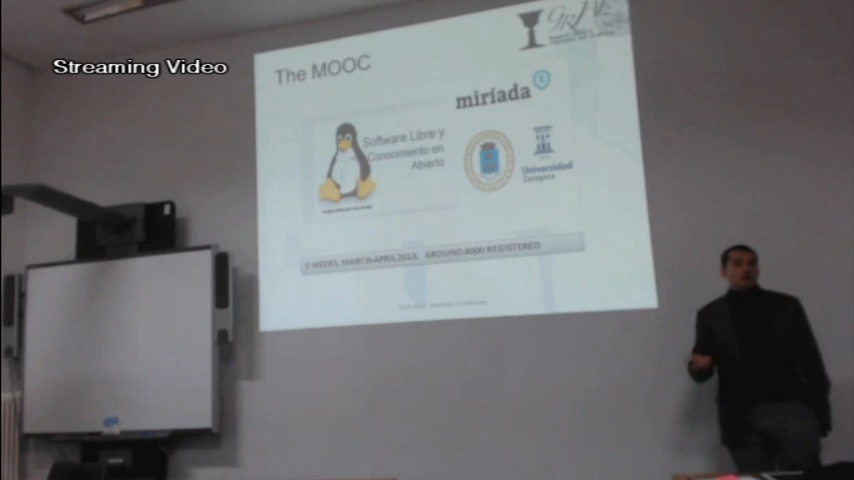 Streaming Video
The MOOC
miríada
Software Libre y
Conocimiento en
Abierto
Universidad
Zaragoza
5 WEEKS, MARCH-APRIL 2013. AROUND 4000 REGISTERED